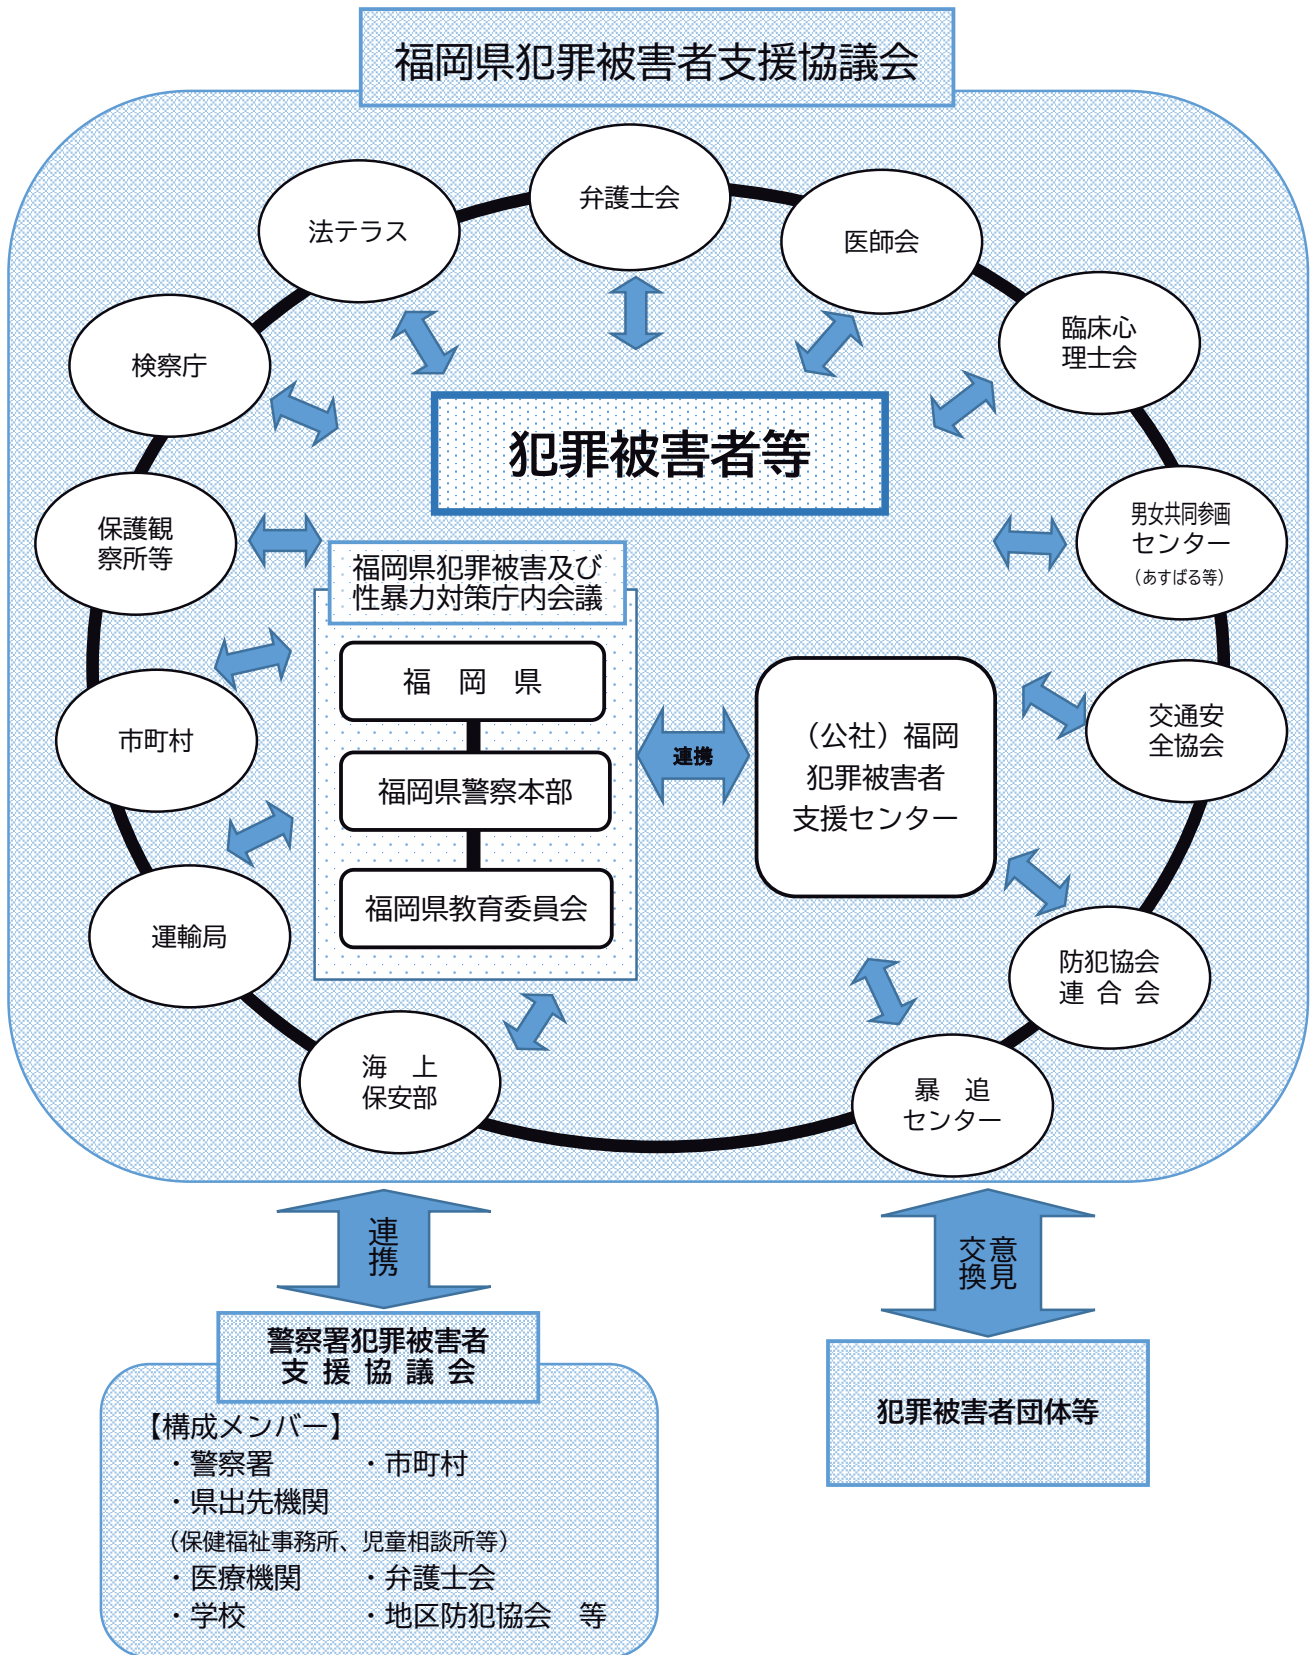 福岡県犯罪被害者支援協議会
弁護士会
法テラス
医師会
臨床心
理士会
検察庁
犯罪被害者等
保護観
察所等
男女共同参画
センター
（あすばる等）
福岡県犯罪被害及び
性暴力対策庁内会議
福　岡　県
福岡県警察本部
福岡県教育委員会
連携
（公社）福岡
犯罪被害者
支援センター
市町村
交通安
全協会
運輸局
防犯協会
連 合 会
海　上
保安部
暴　追
センター
連携
意見
交換
警察署犯罪被害者
支 援 協 議 会
【構成メンバー】
・警察署　　　・市町村
・県出先機関
（保健福祉事務所、児童相談所等）
・医療機関　　・弁護士会
・学校　　　　・地区防犯協会　等
犯罪被害者団体等